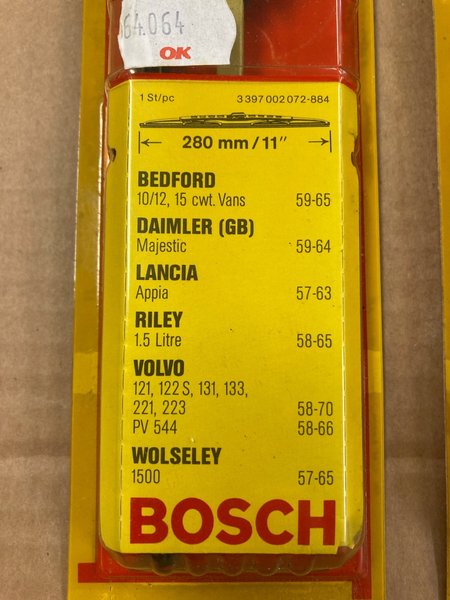 64.064
OK
1 St/pc 3 397 002 072-884
280 mm / 11"
BEDFORD
10/12, 15 cwt. Vans 59-65
DAIMLER (GB)
Majestic 59-64
LANCIA
Appia 57-63
RILEY
1.5 Litre 58-65
VOLVO
121, 122 S, 131, 133,
221, 223 58-70
PV 544 58-66
WOLSELEY
1500 57-65
BOSCH